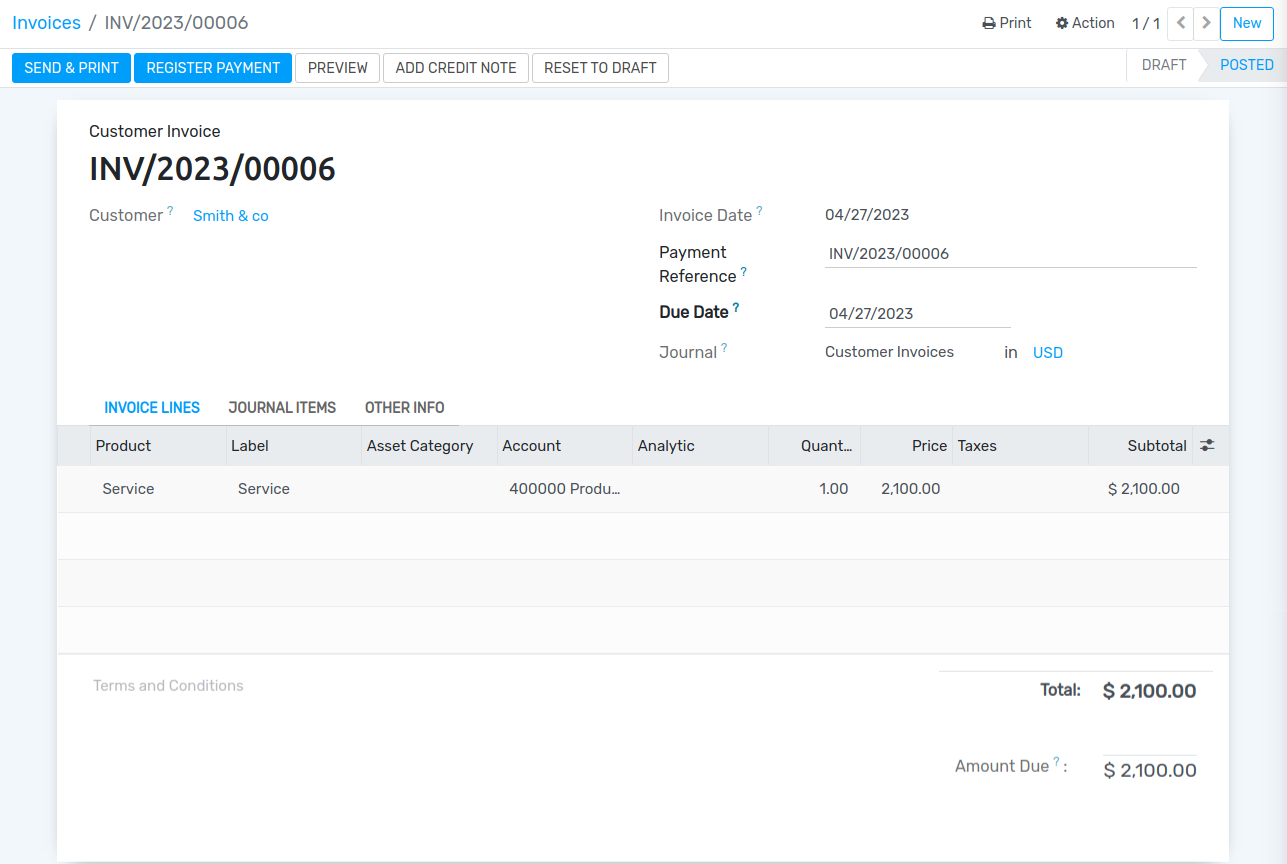 Invoices / INV/2023/00006 Print Action 1 / 1 New
SEND & PRINT REGISTER PAYMENT PREVIEW ADD CREDIT NOTE RESET TO DRAFT DRAFT POSTED
Customer Invoice
INV/2023/00006
Customer ? Smith & co
Invoice Date ? 04/27/2023
Payment
Reference ? INV/2023/00006
Due Date ? 04/27/2023
Journal ? Customer Invoices in USD
INVOICE LINES JOURNAL ITEMS OTHER INFO
Product Label Asset Category Account Analytic Quant... Price Taxes Subtotal
Service Service 400000 Produ... 1.00 2,100.00 $ 2,100.00
Terms and Conditions
Total: $ 2,100.00
Amount Due ? : $ 2,100.00